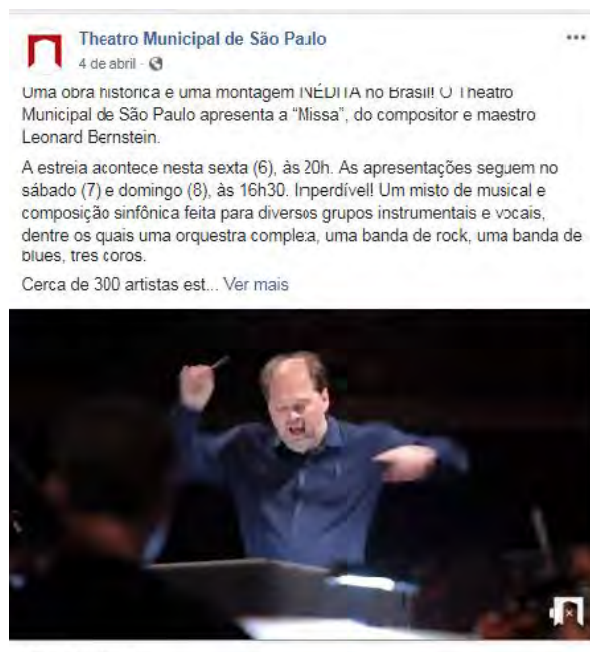 Theatro Municipal de São Paulo
4 de abril
Uma obra histórica e uma montagem INÉDITA no Brasil! O Theatro
Municipal de São Paulo apresenta a “Missa”, do compositor e maestro
Leonard Bernstein.
A estreia acontece nesta sexta (6), às 20h. As apresentações seguem no
sábado (7) e domingo (8), às 16h30. Inperdível! Um misto de musical e
composição sinfônica feita para diversos grupos instrumentais e vocais,
dentre os quais uma orquestra completa, uma banda de rock, uma banda de
blues, tres coros.
Cerca de 300 artistas est... Ver mais